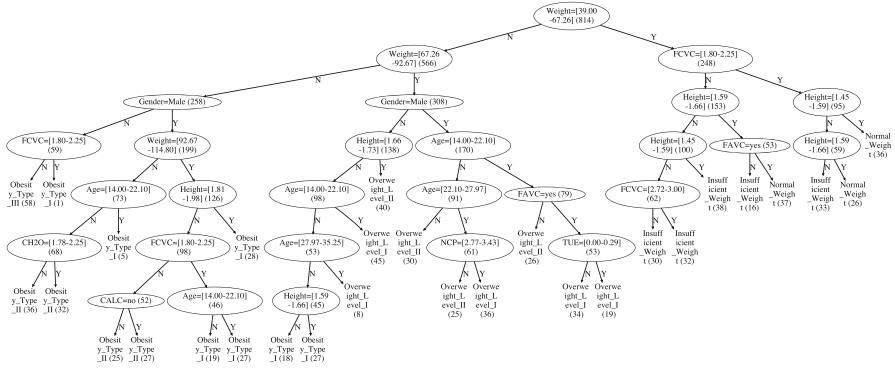 Weight=[39.00
-67.26] (814)
N
Y
Weight=[67.26
-92.67] (566)
FCVC=[1.80-2.25]
(248)
N
Y
N
Y
Gender=Male (258)
Gender=Male (308)
Height=[1.59
-1.66] (153)
Height=[1.45
-1.59] (95)
N
Y
N
Y
N
Y
N
Y
FCVC=[1.80-2.25]
(59)
Weight=[92.67
-114.80] (199)
Height=[1.66
-1.73] (138)
Age=[14.00-22.10]
(170)
Height=[1.45
-1.59] (100)
FAVC=yes (53)
Height=[1.59
-1.66] (59)
Normal
_Weigh
t (36)
N
Y
N
Y
N
Y
N
Y
N
Y
N
Y
N
Y
Obesit
y_Type
_III (58)
Obesit
y_Type
_I (1)
Age=[14.00-22.10]
(73)
Height=[1.81
-1.98] (126)
Age=[14.00-22.10]
(98)
Overwe
ight_L
evel_II
(40)
Age=[22.10-27.97]
(91)
FAVC=yes (79)
FCVC=[2.72-3.00]
(62)
Insuff
icient
_Weigh
t (38)
Insuff
icient
_Weigh
t (16)
Normal
_Weigh
t (37)
Insuff
icient
_Weigh
t (33)
Normal
_Weigh
t (26)
N
Y
N
Y
N
Y
N
Y
N
Y
N
Y
CH2O=[1.78-2.25]
(68)
Obesit
y_Type
_I (5)
FCVC=[1.80-2.25]
(98)
Obesit
y_Type
_I (28)
Age=[27.97-35.25]
(53)
Overwe
ight_L
evel_I
(45)
Overwe
ight_L
evel_II
(30)
NCP=[2.77-3.43]
(61)
Overwe
ight_L
evel_II
(26)
TUE=[0.00-0.29]
(53)
Insuff
icient
_Weigh
t (30)
Insuff
icient
_Weigh
t (32)
N
Y
N
Y
N
Y
N
Y
N
Y
Obesit
y_Type
_II (36)
Obesit
y_Type
_II (32)
CALC=no (52)
Age=[14.00-22.10]
(46)
Height=[1.59
-1.66] (45)
Overwe
ight_L
evel_I
(8)
Overwe
ight_L
evel_II
(25)
Overwe
ight_L
evel_I
(36)
Overwe
ight_L
evel_I
(34)
Overwe
ight_L
evel_I
(19)
N
Y
N
Y
N
Y
Obesit
y_Type
_II (25)
Obesit
y_Type
_II (27)
Obesit
y_Type
_I (19)
Obesit
y_Type
_I (27)
Obesit
y_Type
_I (18)
Obesit
y_Type
_I (27)